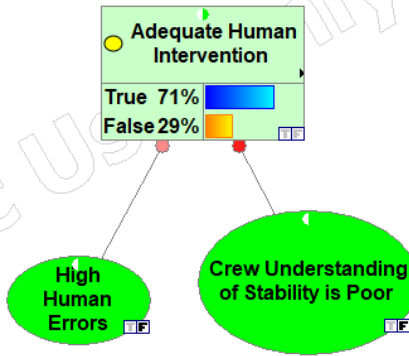 Adequate Human
Intervention
True 71%
False 29%
T F
High
Human
Errors
T F
Crew Understanding
of Stability is Poor
T F